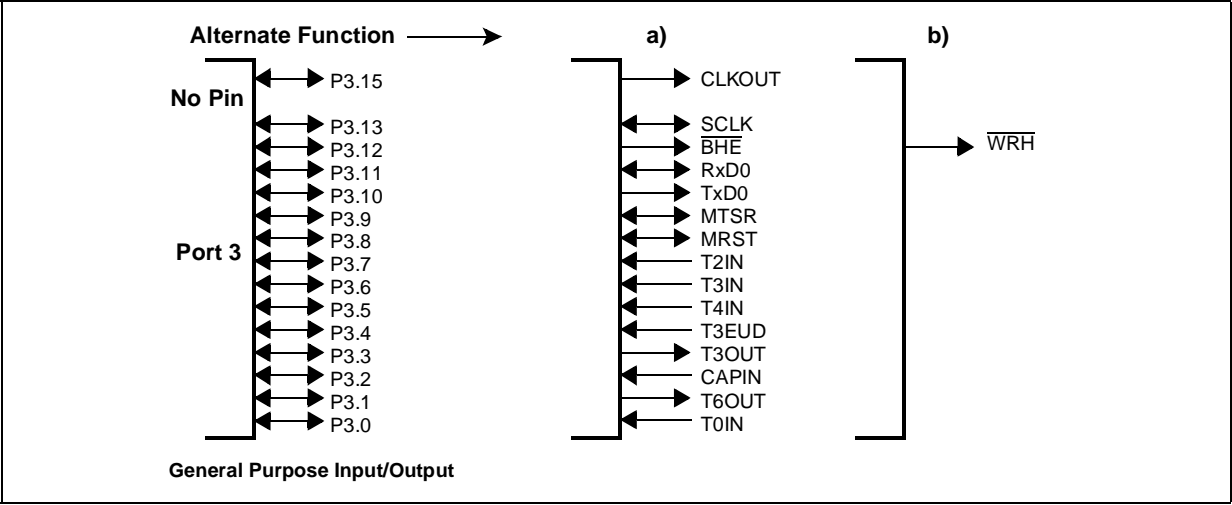 Alternate Function a) b)
P3.15 CLKOUT
No Pin
P3.13 SCLK
P3.12 BHE WRH
P3.11 RxD0
P3.10 TxD0
P3.9 MTSR
P3.8 MRST
Port 3
P3.7 T2IN
P3.6 T3IN
P3.5 T4IN
P3.4 T3EUD
P3.3 T3OUT
P3.2 CAPIN
P3.1 T6OUT
P3.0 T0IN
General Purpose Input/Output